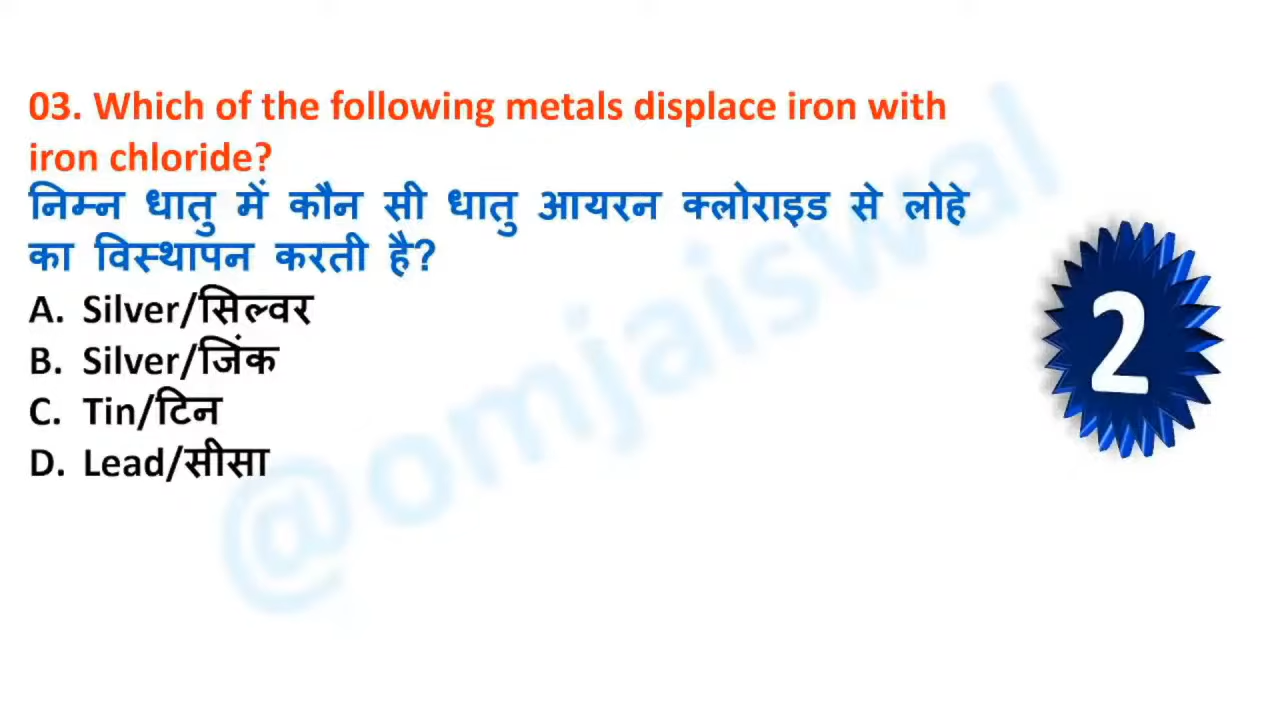 03. Which of the following metals displace iron with
iron chloride?
निम्न धातु में कौन सी धातु आयरन क्लोराइड से लोहे
का विस्थापन करती है?
A. Silver/सिल्वर
B. Silver/जिंक
C. Tin/टिन
D. Lead/सीसा
2
@omjaiswal